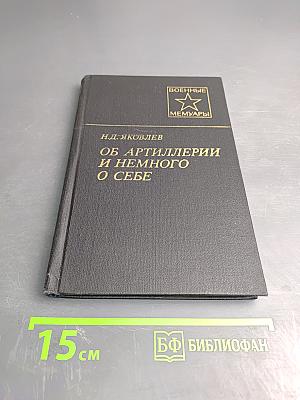 ВОЕННЫЕ
МЕМУАРЫ
Н.Д. ЯКОВЛЕВ
ОБ АРТИЛЛЕРИИ
И НЕМНОГО
О СЕБЕ
15 см
БФ БИБЛИОФАН